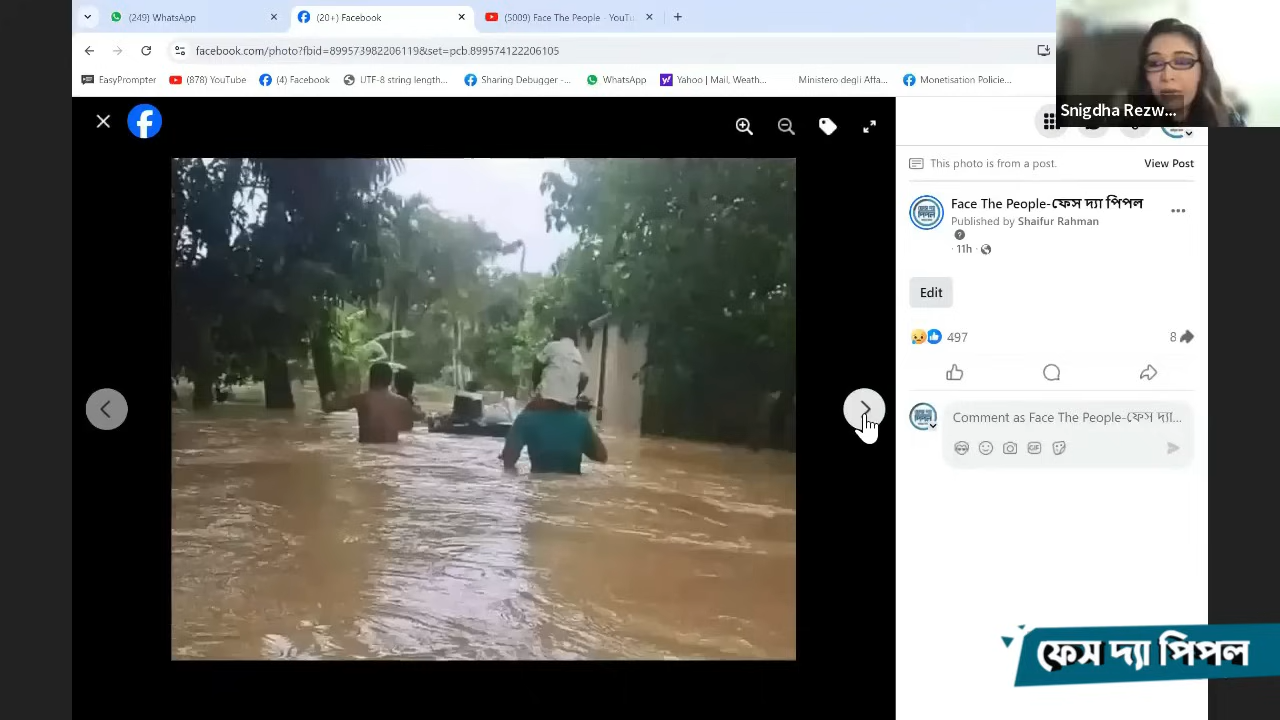 (249) WhatsApp
(20+) Facebook
(5009) Face The People - YouTu
facebook.com/photo?fbid=899573982206119&set=pcb.899574122206105
EasyPrompter
(878) YouTube
(4) Facebook
UTF-8 string length...
Sharing Debugger -...
WhatsApp
Yahoo | Mail, Weath...
Ministero degli Affa...
Monetisation Policie...
Snigdha Rezw...
This photo is from a post.
View Post
Face The People-ফেস দ্যা পিপল
Published by Shaifur Rahman
· 11h ·
Edit
497
8
Comment as Face The People-ফেস দ্যা...
GIF
ফেস দ্যা পিপল